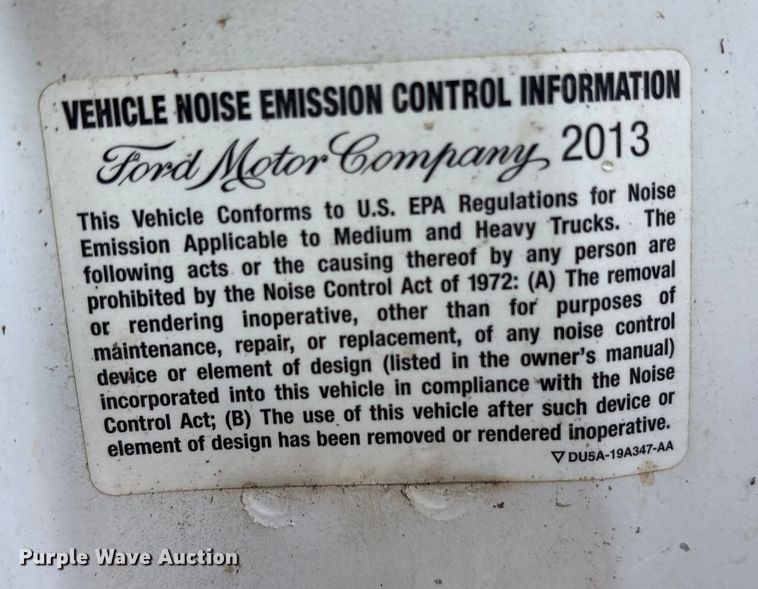 VEHICLE NOISE EMISSION CONTROL INFORMATION
Ford Motor Company 2013
This Vehicle Conforms to U.S. EPA Regulations for Noise
Emission Applicable to Medium and Heavy Trucks. The
following acts or the causing thereof by any person are
prohibited by the Noise Control Act of 1972: (A) The removal
or rendering inoperative, other than for purposes of
maintenance, repair, or replacement, of any noise control
device or element of design (listed in the owner's manual)
incorporated into this vehicle in compliance with the Noise
Control Act; (B) The use of this vehicle after such device or
element of design has been removed or rendered inoperative.
▽ DU5A-19A347-AA
Purple Wave Auction